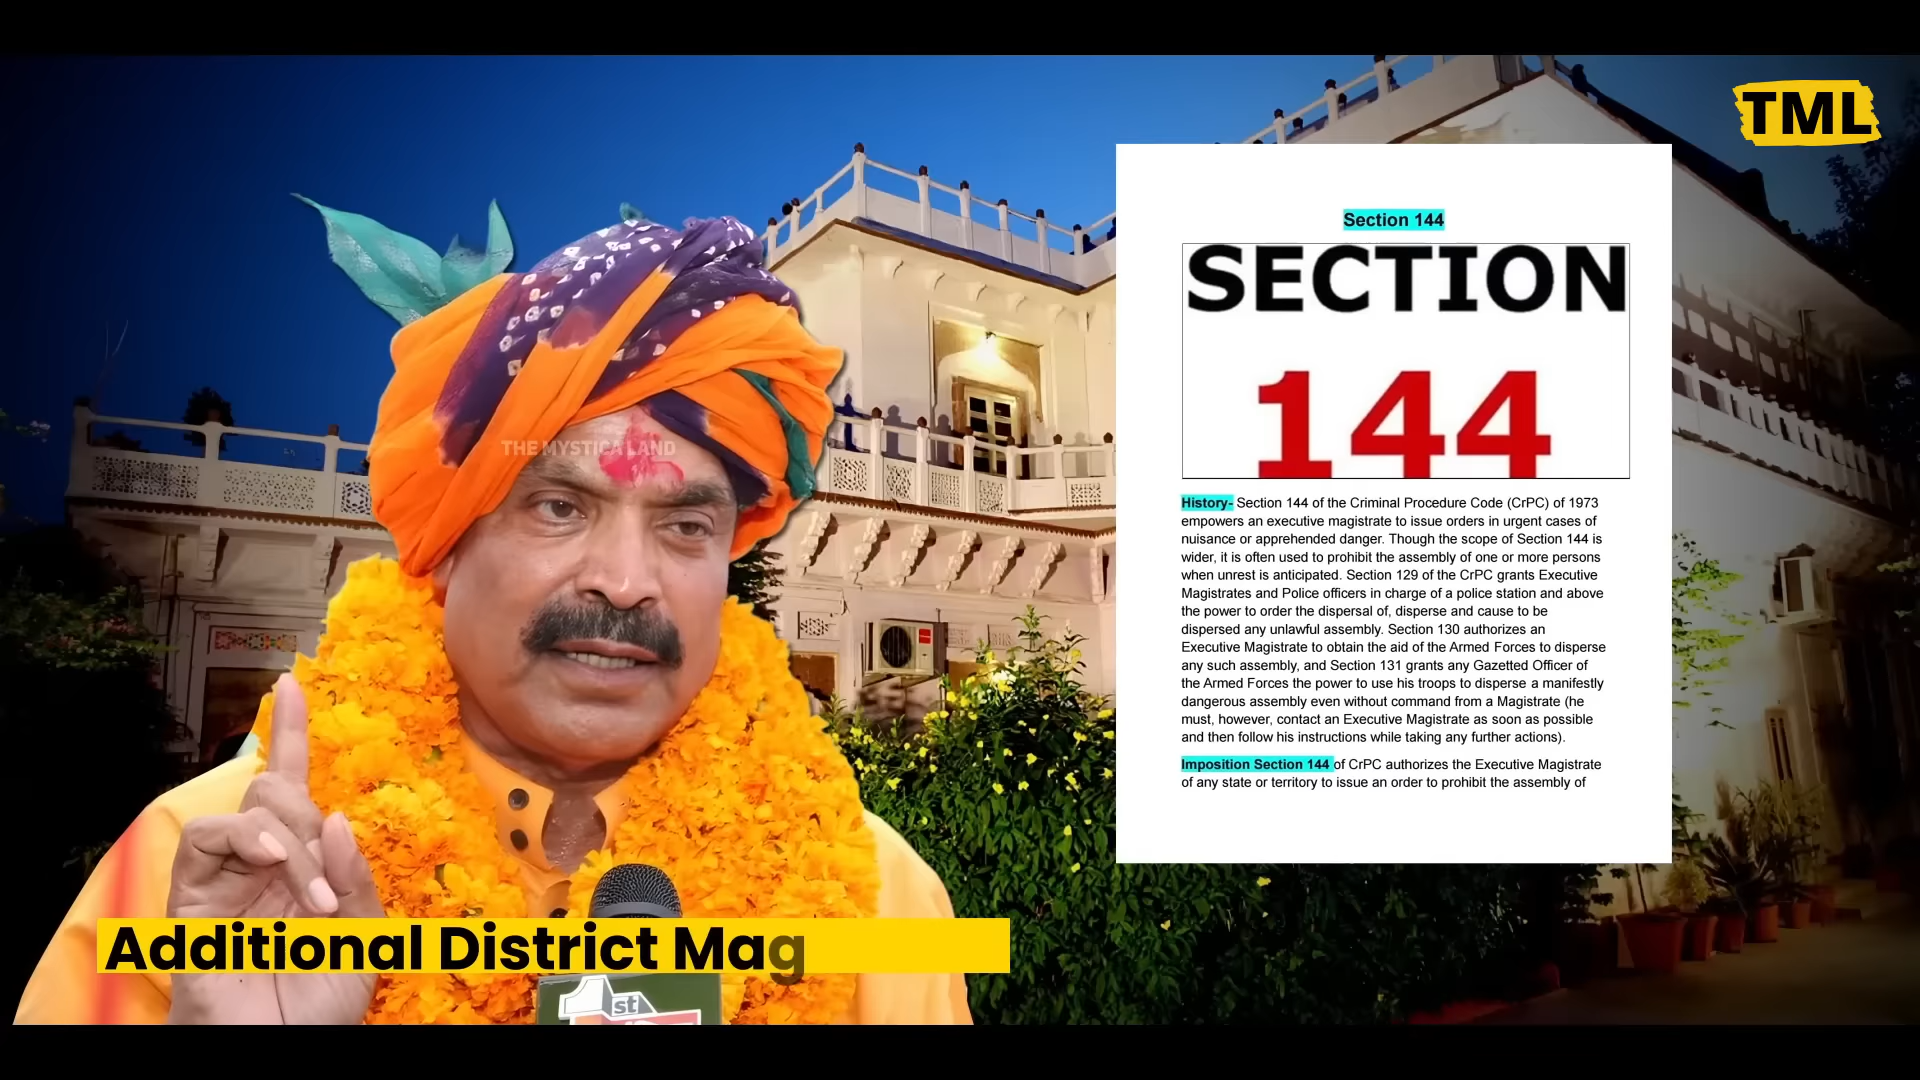 TML
Section 144
SECTION
144
THE MYSTICA LAND
History- Section 144 of the Criminal Procedure Code (CrPC) of 1973
empowers an executive magistrate to issue orders in urgent cases of
nuisance or apprehended danger. Though the scope of Section 144 is
wider, it is often used to prohibit the assembly of one or more persons
when unrest is anticipated. Section 129 of the CrPC grants Executive
Magistrates and Police officers in charge of a police station and above
the power to order the dispersal of, disperse and cause to be
dispersed any unlawful assembly. Section 130 authorizes an
Executive Magistrate to obtain the aid of the Armed Forces to disperse
any such assembly, and Section 131 grants any Gazetted Officer of
the Armed Forces the power to use his troops to disperse a manifestly
dangerous assembly even without command from a Magistrate (he
must, however, contact an Executive Magistrate as soon as possible
and then follow his instructions while taking any further actions).
Imposition Section 144 of CrPC authorizes the Executive Magistrate
of any state or territory to issue an order to prohibit the assembly of
Additional District Mag
1st